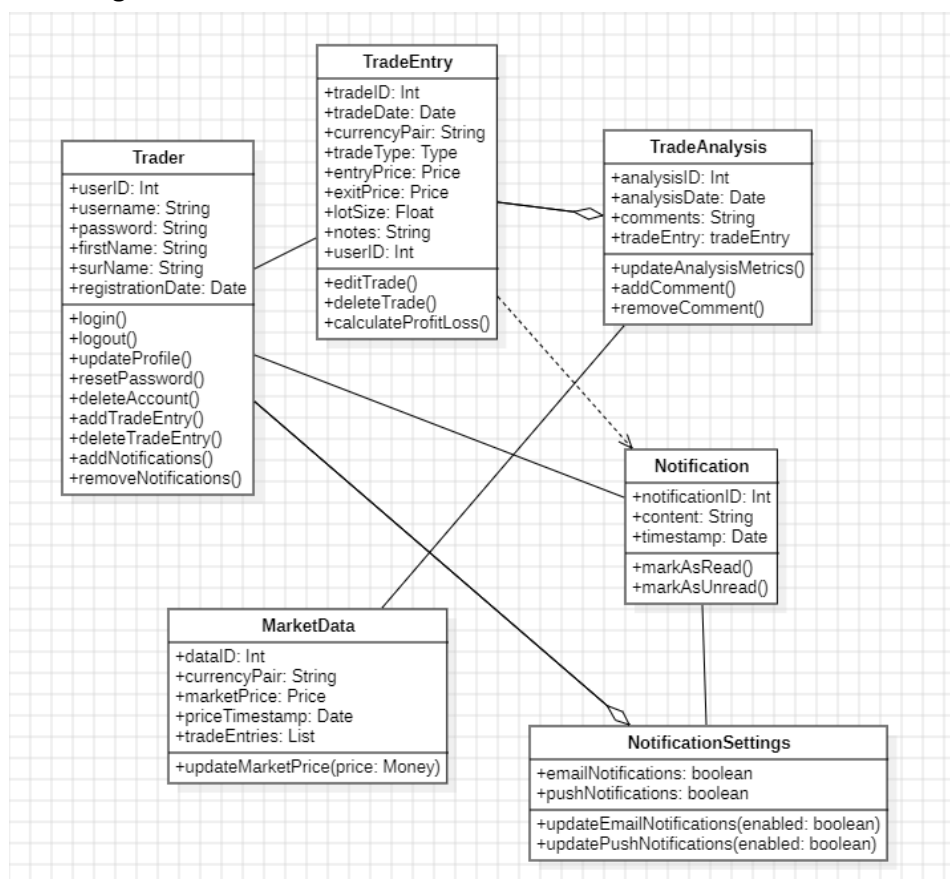 TradeEntry
+tradeID: Int
+tradeDate: Date
+currencyPair: String
+tradeType: Type
+entryPrice: Price
+exitPrice: Price
+lotSize: Float
+notes: String
+userID: Int
+editTrade()
+deleteTrade()
+calculateProfitLoss()
Trader
+userID: Int
+username: String
+password: String
+firstName: String
+surName: String
+registrationDate: Date
+login()
+logout()
+updateProfile()
+resetPassword()
+deleteAccount()
+addTradeEntry()
+deleteTradeEntry()
+addNotifications()
+removeNotifications()
TradeAnalysis
+analysisID: Int
+analysisDate: Date
+comments: String
+tradeEntry: tradeEntry
+updateAnalysisMetrics()
+addComment()
+removeComment()
Notification
+notificationID: Int
+content: String
+timestamp: Date
+markAsRead()
+markAsUnread()
MarketData
+dataID: Int
+currencyPair: String
+marketPrice: Price
+priceTimestamp: Date
+tradeEntries: List
+updateMarketPrice(price: Money)
NotificationSettings
+emailNotifications: boolean
+pushNotifications: boolean
+updateEmailNotifications(enabled: boolean)
+updatePushNotifications(enabled: boolean)